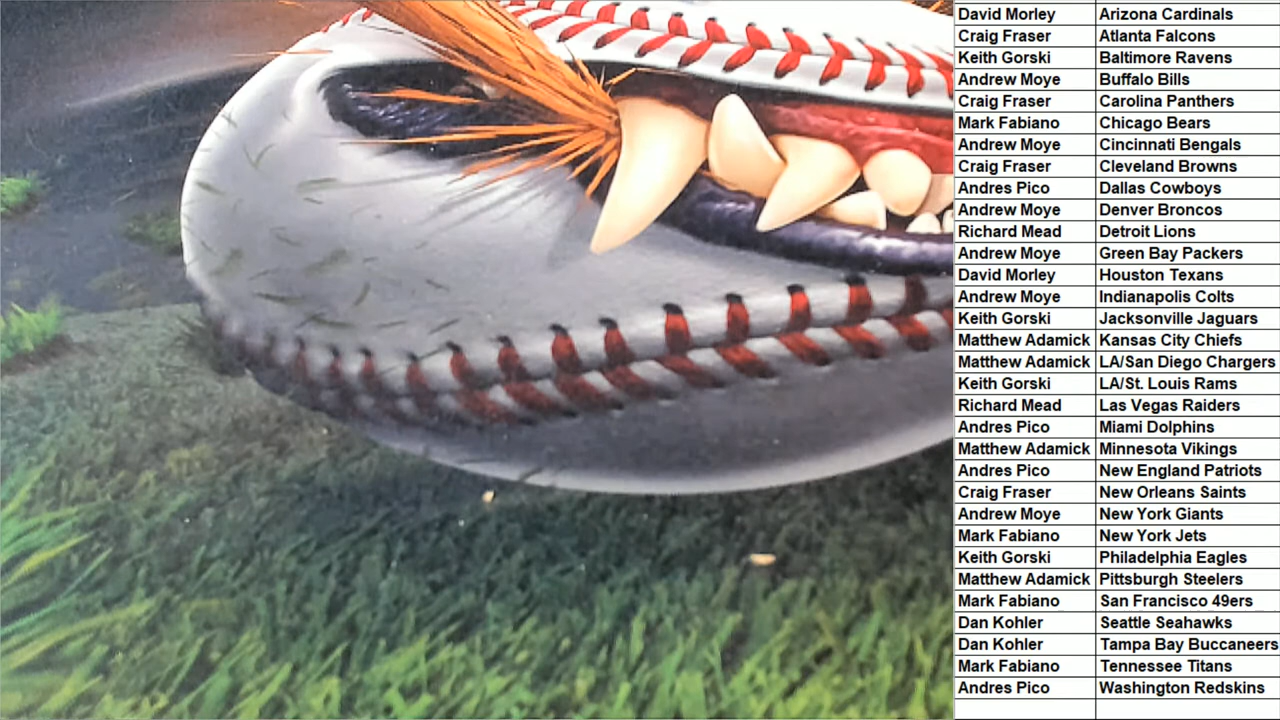 David Morley Arizona Cardinals
Craig Fraser Atlanta Falcons
Keith Gorski Baltimore Ravens
Andrew Moye Buffalo Bills
Craig Fraser Carolina Panthers
Mark Fabiano Chicago Bears
Andrew Moye Cincinnati Bengals
Craig Fraser Cleveland Browns
Andres Pico Dallas Cowboys
Andrew Moye Denver Broncos
Richard Mead Detroit Lions
Andrew Moye Green Bay Packers
David Morley Houston Texans
Andrew Moye Indianapolis Colts
Keith Gorski Jacksonville Jaguars
Matthew Adamick Kansas City Chiefs
Matthew Adamick LA/San Diego Chargers
Keith Gorski LA/St. Louis Rams
Richard Mead Las Vegas Raiders
Andres Pico Miami Dolphins
Matthew Adamick Minnesota Vikings
Andres Pico New England Patriots
Craig Fraser New Orleans Saints
Andrew Moye New York Giants
Mark Fabiano New York Jets
Keith Gorski Philadelphia Eagles
Matthew Adamick Pittsburgh Steelers
Mark Fabiano San Francisco 49ers
Dan Kohler Seattle Seahawks
Dan Kohler Tampa Bay Buccaneers
Mark Fabiano Tennessee Titans
Andres Pico Washington Redskins